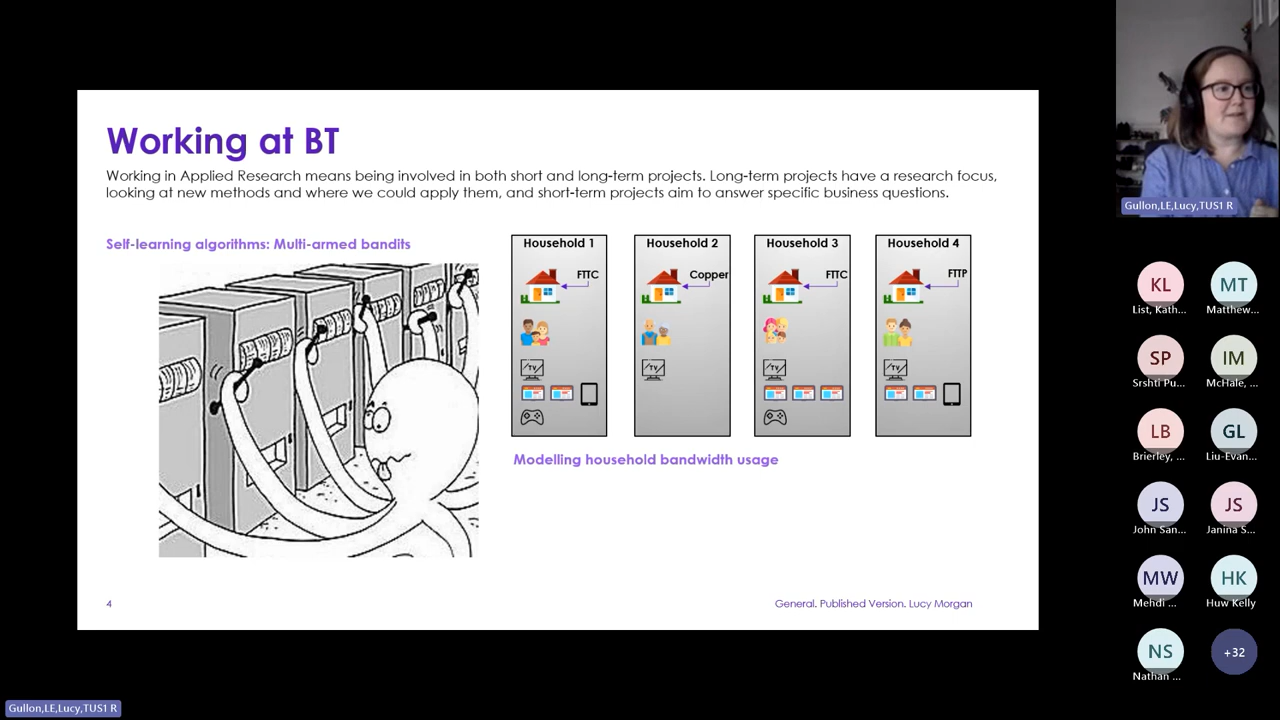 Working at BT
Working in Applied Research means being involved in both short and long-term projects. Long-term projects have a research focus,
looking at new methods and where we could apply them, and short-term projects aim to answer specific business questions.
Self-learning algorithms: Multi-armed bandits
Household 1
FTTC
TV
Household 2
Copper
TV
Household 3
FTTC
TV
Household 4
FTTP
TV
Modelling household bandwidth usage
4
General. Published Version. Lucy Morgan
Gullon,LE,Lucy,TUS1 R
KL
List, Kath...
MT
Matthew...
SP
Srshti Pu...
IM
McHale, ...
LB
Brierley, ...
GL
Liu-Evan...
JS
John San...
JS
Janina S...
MW
Mehdi ...
HK
Huw Kelly
NS
Nathan ...
+32
Gullon,LE,Lucy,TUS1 R